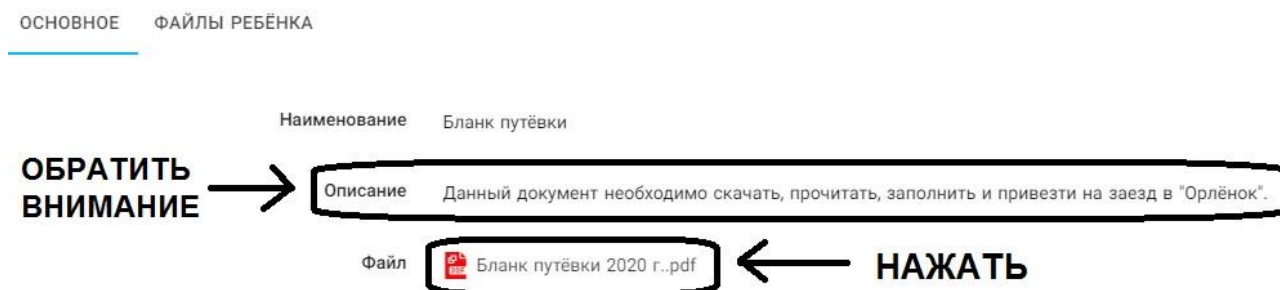 ОСНОВНОЕ ФАЙЛЫ РЕБЁНКА
Наименование Бланк путёвки
ОБРАТИТЬ
ВНИМАНИЕ
Описание Данный документ необходимо скачать, прочитать, заполнить и привезти на заезд в "Орлёнок".
Файл Бланк путёвки 2020 г..pdf НАЖАТЬ